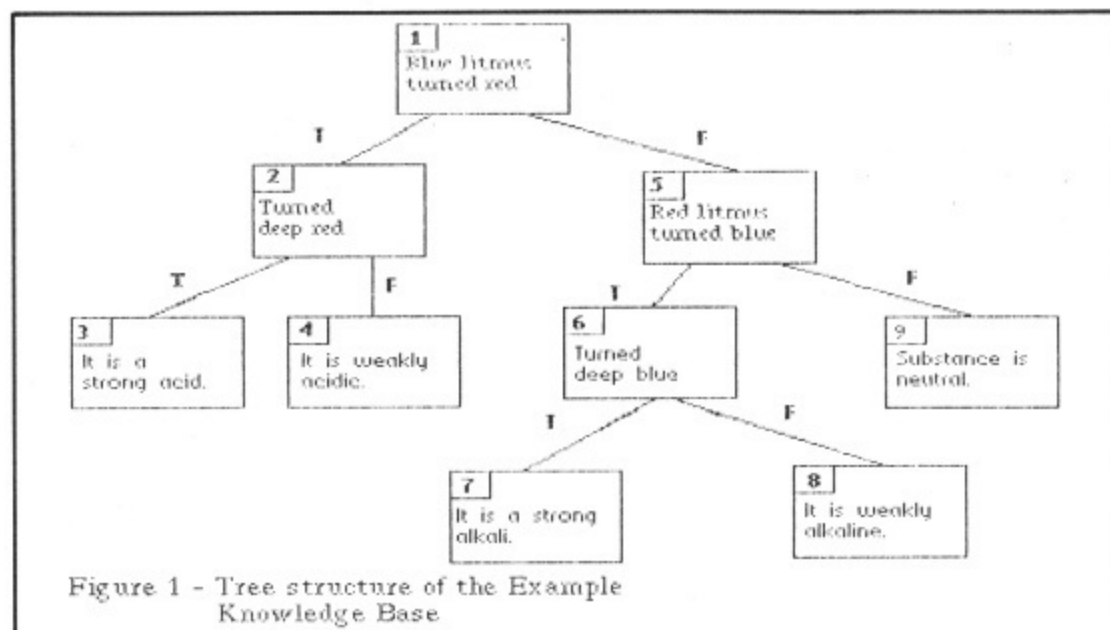 1
Blue litmus
turned red
T
F
2
Turned
deep red
5
Red litmus
turned blue
T
F
T
F
3
It is a
strong acid.
4
It is weakly
acidic.
6
Turned
deep blue
9
Substance is
neutral.
T
F
7
It is a strong
alkali.
8
It is weakly
alkaline.
Figure 1 - Tree structure of the Example
Knowledge Base